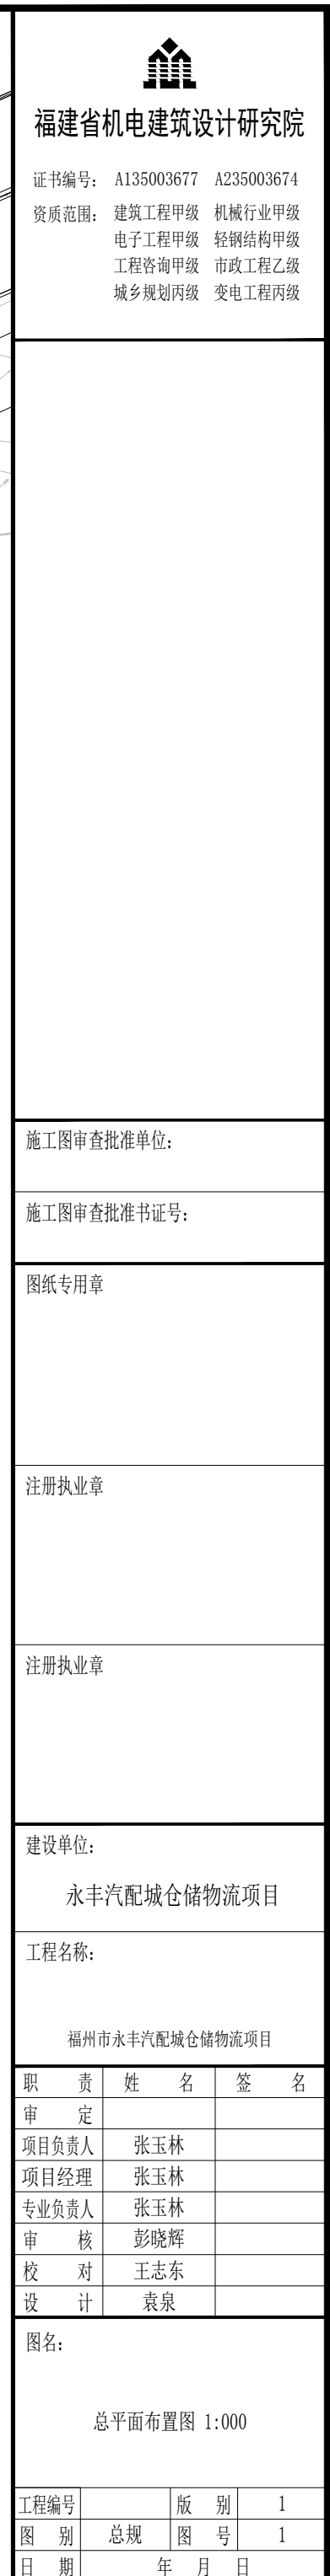 福建省机电建筑设计研究院
证书编号： A135003677 A235003674
资质范围： 建筑工程甲级 机械行业甲级
电子工程甲级 轻钢结构甲级
工程咨询甲级 市政工程乙级
城乡规划丙级 变电工程丙级
施工图审查批准单位：
施工图审查批准书证号：
图纸专用章
注册执业章
注册执业章
建设单位：
永丰汽配城仓储物流项目
工程名称：
福州市永丰汽配城仓储物流项目
职 责 姓 名 签 名
审 定
项目负责人 张玉林
项目经理 张玉林
专业负责人 张玉林
审 核 彭晓辉
校 对 王志东
设 计 袁泉
图名：
总平面布置图 1:000
工程编号 版 别 1
图 别 总规 图 号 1
日 期 年 月 日